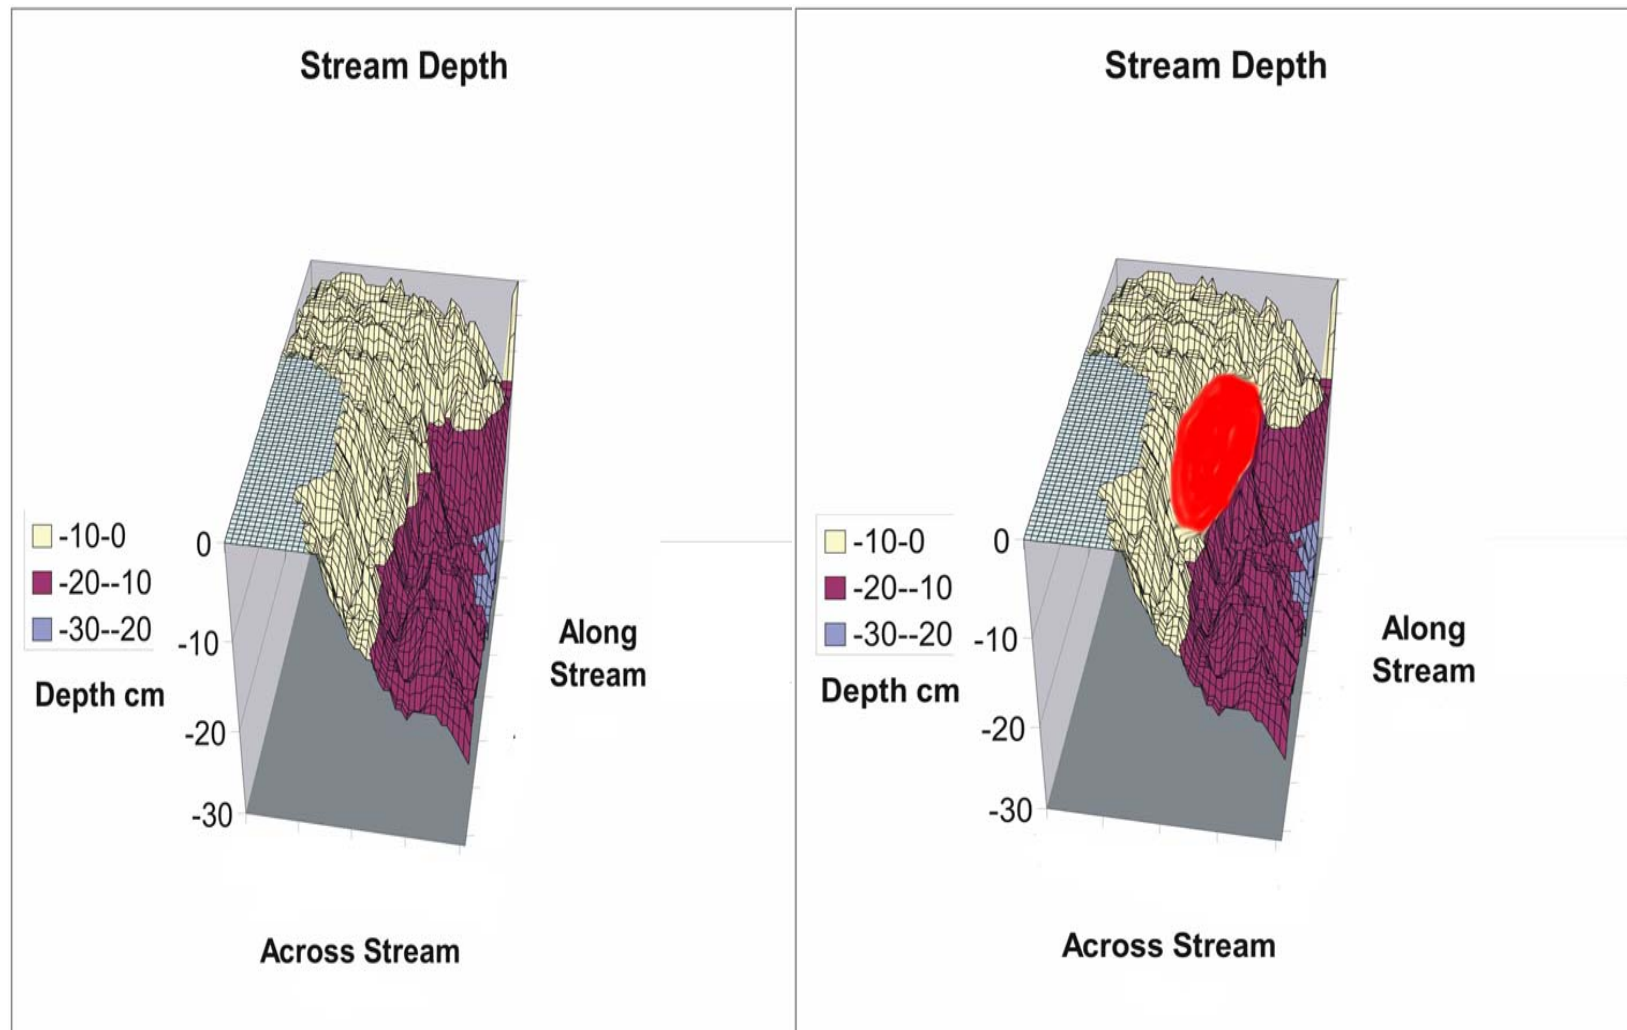 Stream Depth
-10-0
-20--10
-30--20
Depth cm
0
-10
-20
-30
Along
Stream
Across Stream
Stream Depth
-10-0
-20--10
-30--20
Depth cm
0
-10
-20
-30
Along
Stream
Across Stream